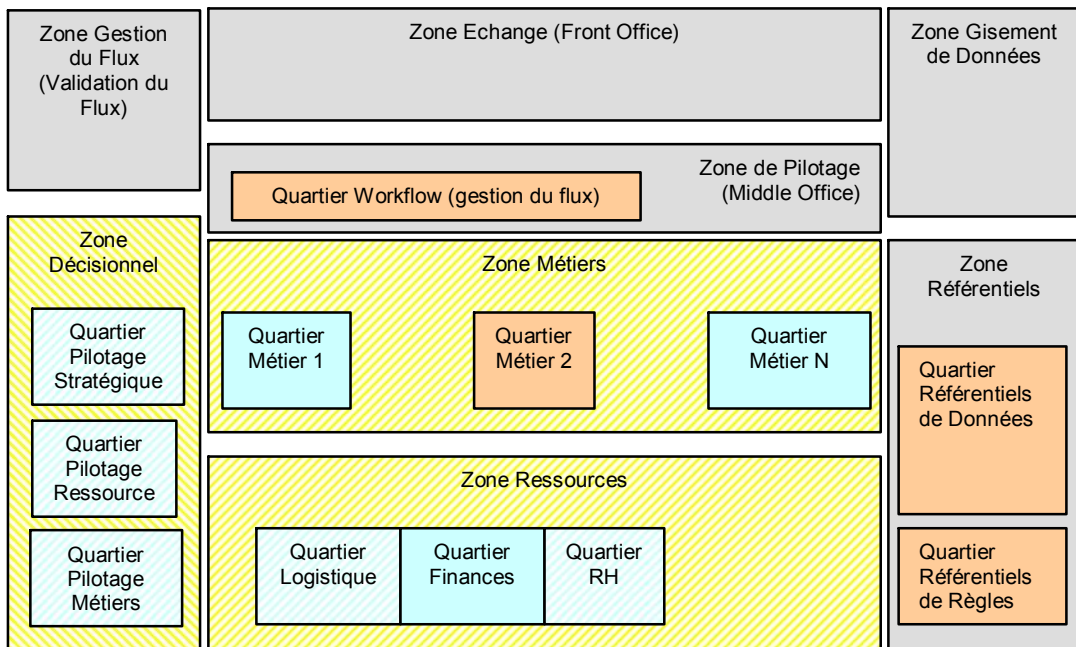 Zone Gestion
du Flux
(Validation du
Flux)
Zone Echange (Front Office)
Zone Gisement
de Données
Zone de Pilotage
(Middle Office)
Quartier Workflow (gestion du flux)
Zone
Décisionnel
Quartier
Pilotage
Stratégique
Quartier
Pilotage
Ressource
Quartier
Pilotage
Métiers
Zone Métiers
Quartier
Métier 1
Quartier
Métier 2
Quartier
Métier N
Zone Ressources
Quartier
Logistique
Quartier
Finances
Quartier
RH
Zone
Référentiels
Quartier
Référentiels
de Données
Quartier
Référentiels
de Règles